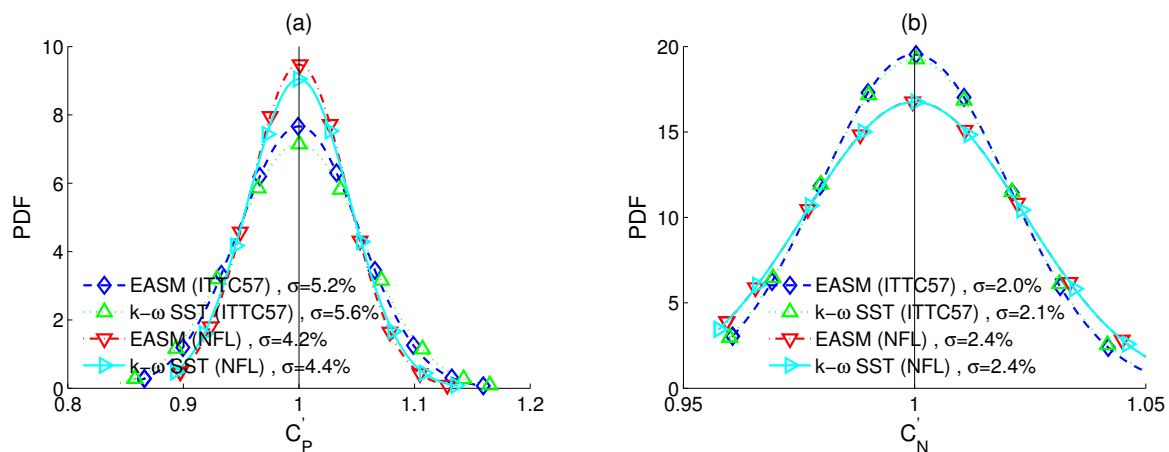 (a)
PDF
10
8
6
4
2
0
0.8 0.9 1 1.1 1.2
C'P
EASM (ITTC57) , σ=5.2%
k−ω SST (ITTC57) , σ=5.6%
EASM (NFL) , σ=4.2%
k−ω SST (NFL) , σ=4.4%
(b)
PDF
20
15
10
5
0
0.95 1 1.05
C'N
EASM (ITTC57) , σ=2.0%
k−ω SST (ITTC57) , σ=2.1%
EASM (NFL) , σ=2.4%
k−ω SST (NFL) , σ=2.4%